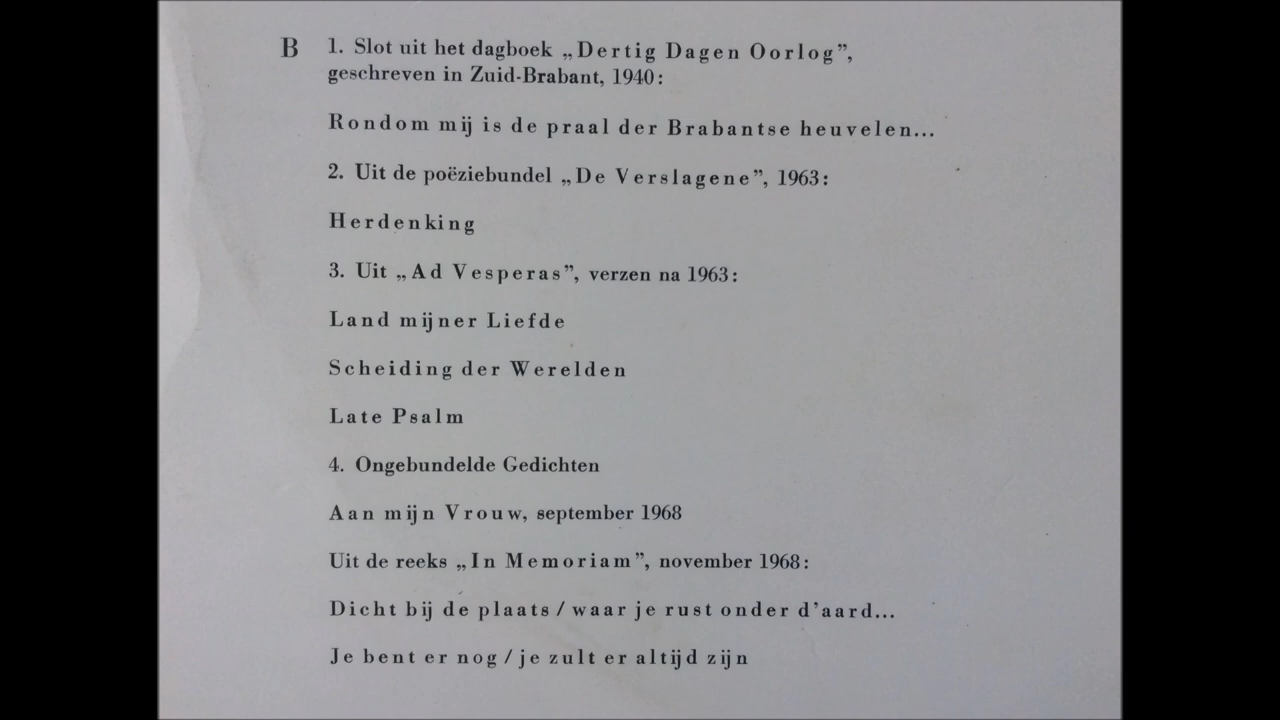 B 1. Slot uit het dagboek „Dertig Dagen Oorlog”,
geschreven in Zuid-Brabant, 1940:
Rondom mij is de praal der Brabantse heuvelen...
2. Uit de poëziebundel „De Verslagene”, 1963:
Herdenking
3. Uit „Ad Vesperas”, verzen na 1963:
Land mijner Liefde
Scheiding der Werelden
Late Psalm
4. Ongebundelde Gedichten
Aan mijn Vrouw, september 1968
Uit de reeks „In Memoriam”, november 1968:
Dicht bij de plaats / waar je rust onder d’aard...
Je bent er nog / je zult er altijd zijn